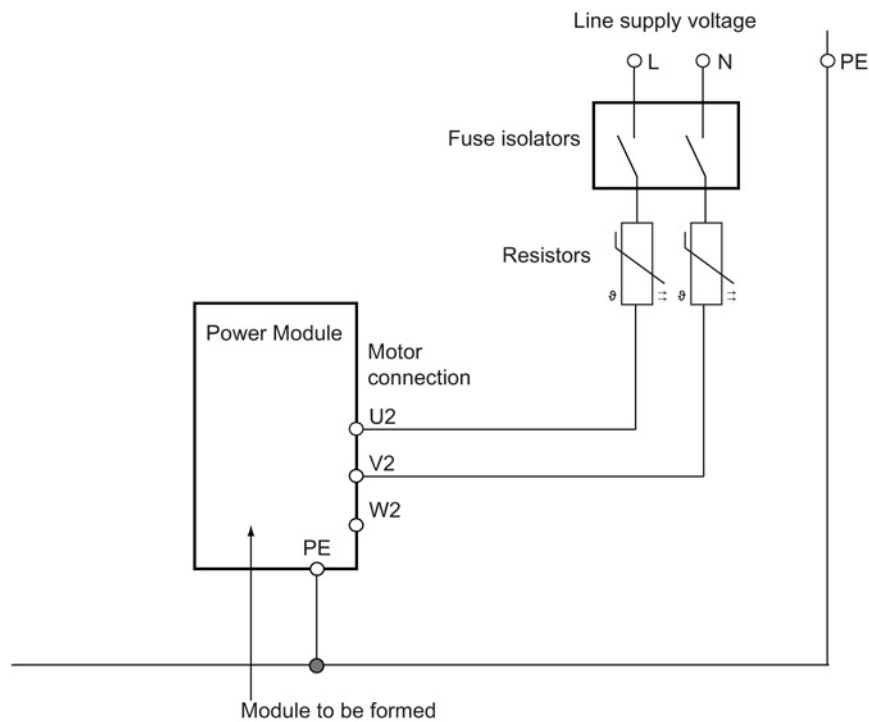 Line supply voltage
L
N
PE
Fuse isolators
Resistors
ϑ
ϑ
Power Module
Motor
connection
U2
V2
W2
PE
Module to be formed